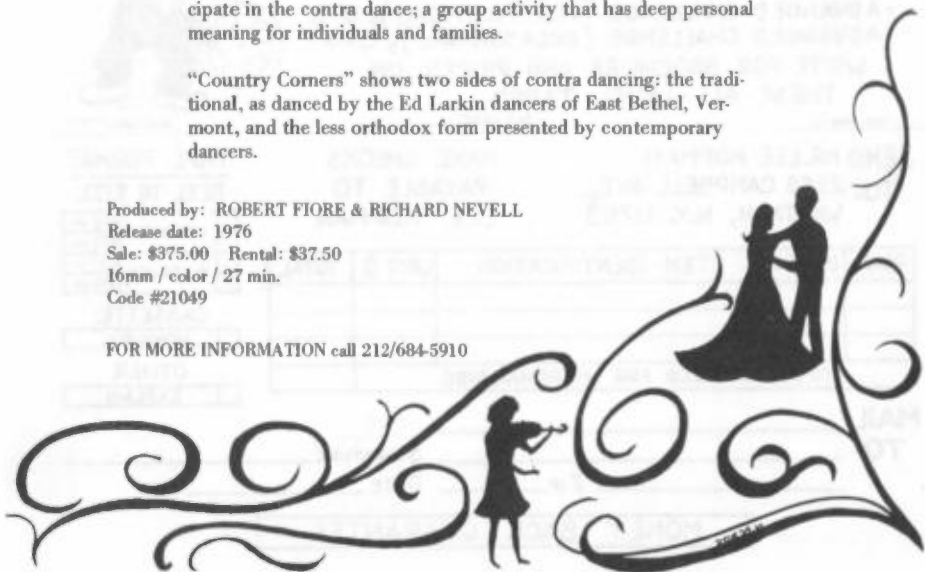 cipate in the contra dance; a group activity that has deep personal
meaning for individuals and families.
“Country Corners” shows two sides of contra dancing: the tradi-
tional, as danced by the Ed Larkin dancers of East Bethel, Ver-
mont, and the less orthodox form presented by contemporary
dancers.
Produced by: ROBERT FIORE & RICHARD NEVELL
Release date: 1976
Sale: $375.00 Rental: $37.50
16mm / color / 27 min.
Code #21049
FOR MORE INFORMATION call 212/684-5910